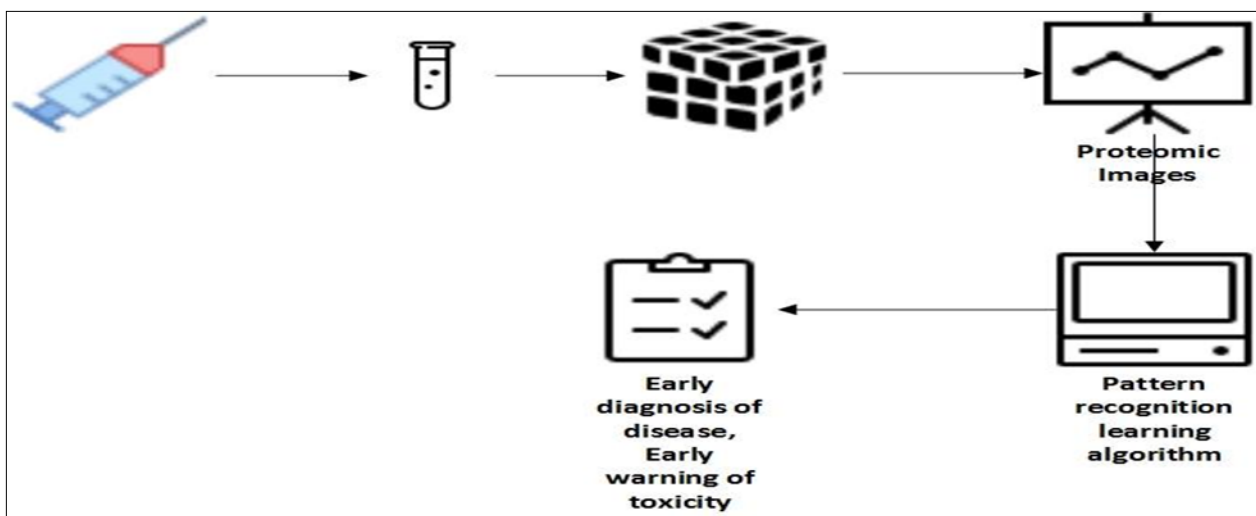 Proteomic
Images
Early
diagnosis of
disease,
Early
warning of
toxicity
Pattern
recognition
learning
algorithm